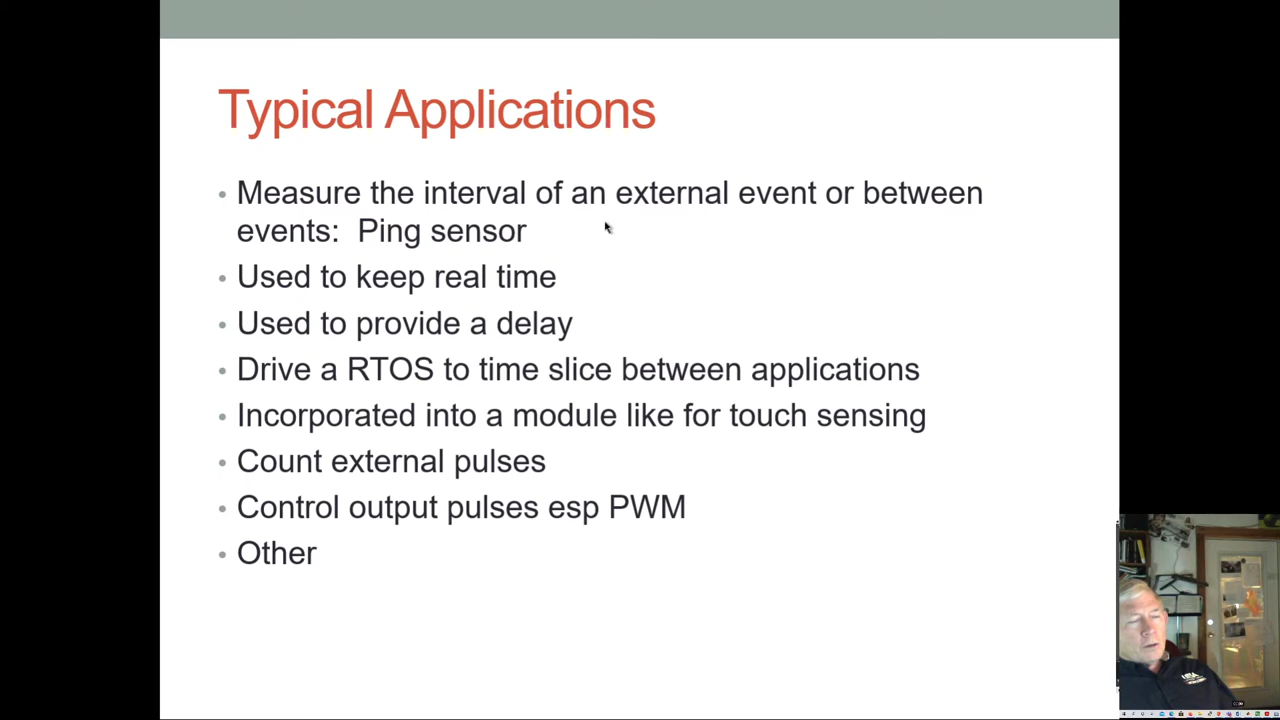 Typical Applications
• Measure the interval of an external event or between
events:  Ping sensor
• Used to keep real time
• Used to provide a delay
• Drive a RTOS to time slice between applications
• Incorporated into a module like for touch sensing
• Count external pulses
• Control output pulses esp PWM
• Other